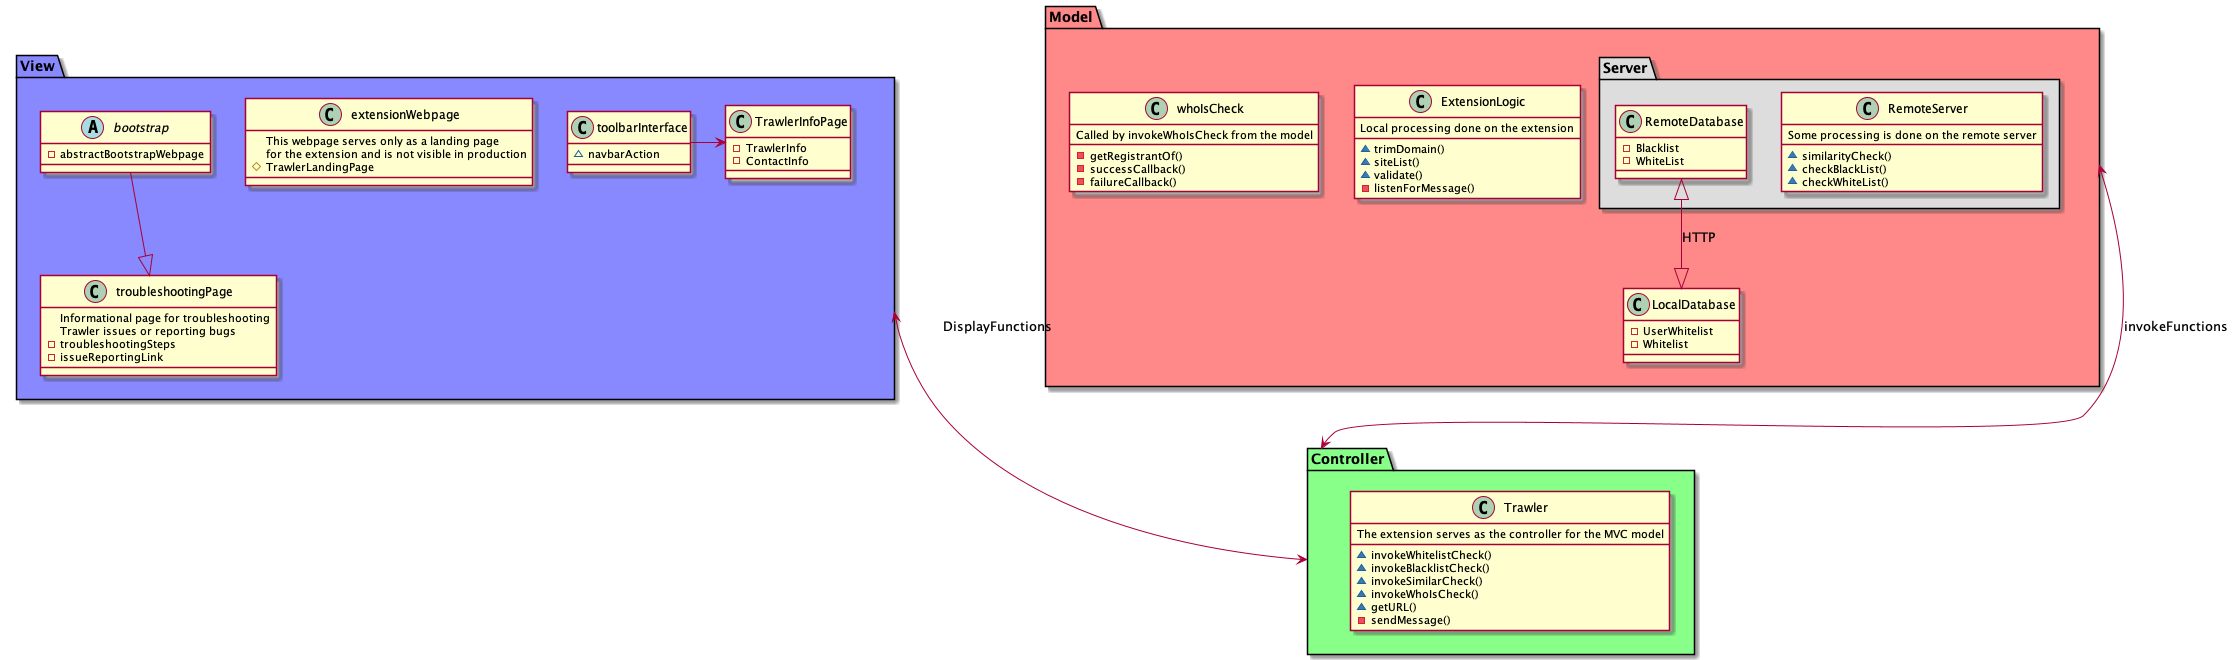 View
A bootstrap
abstractBootstrapWebpage
C extensionWebpage
This webpage serves only as a landing page
for the extension and is not visible in production
TrawlerLandingPage
C toolbarInterface
navbarAction
C TrawlerInfoPage
TrawlerInfo
ContactInfo
C troubleshootingPage
Informational page for troubleshooting
Trawler issues or reporting bugs
troubleshootingSteps
issueReportingLink
Model
C whoIsCheck
Called by invokeWhoIsCheck from the model
getRegistrantOf()
successCallback()
failureCallback()
C ExtensionLogic
Local processing done on the extension
trimDomain()
siteList()
validate()
listenForMessage()
Server
C RemoteDatabase
Blacklist
WhiteList
C RemoteServer
Some processing is done on the remote server
similarityCheck()
checkBlackList()
checkWhiteList()
HTTP
C LocalDatabase
UserWhitelist
Whitelist
DisplayFunctions
invokeFunctions
Controller
C Trawler
The extension serves as the controller for the MVC model
invokeWhitelistCheck()
invokeBlacklistCheck()
invokeSimilarCheck()
invokeWhoIsCheck()
getURL()
sendMessage()